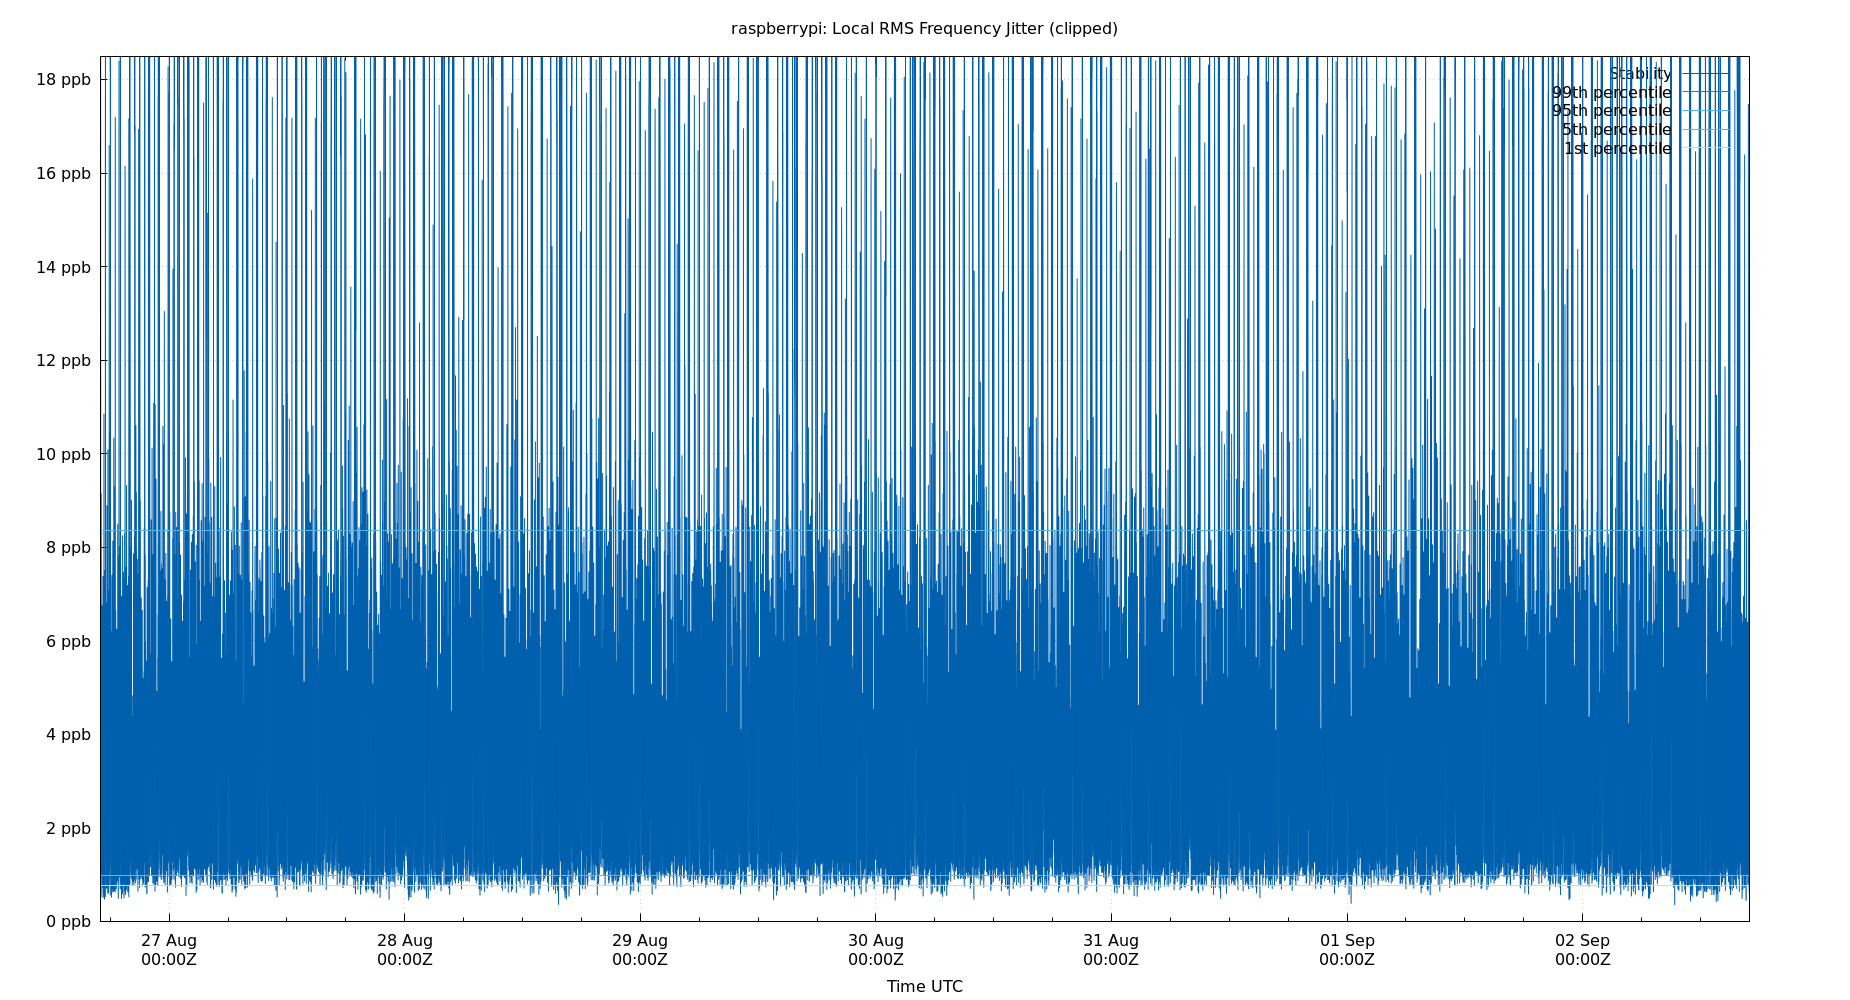 raspberrypi: Local RMS Frequency Jitter (clipped)
18 ppb
16 ppb
14 ppb
12 ppb
10 ppb
8 ppb
6 ppb
4 ppb
2 ppb
0 ppb
Stability
99th percentile
95th percentile
5th percentile
1st percentile
27 Aug
00:00Z
28 Aug
00:00Z
29 Aug
00:00Z
30 Aug
00:00Z
31 Aug
00:00Z
01 Sep
00:00Z
02 Sep
00:00Z
Time UTC